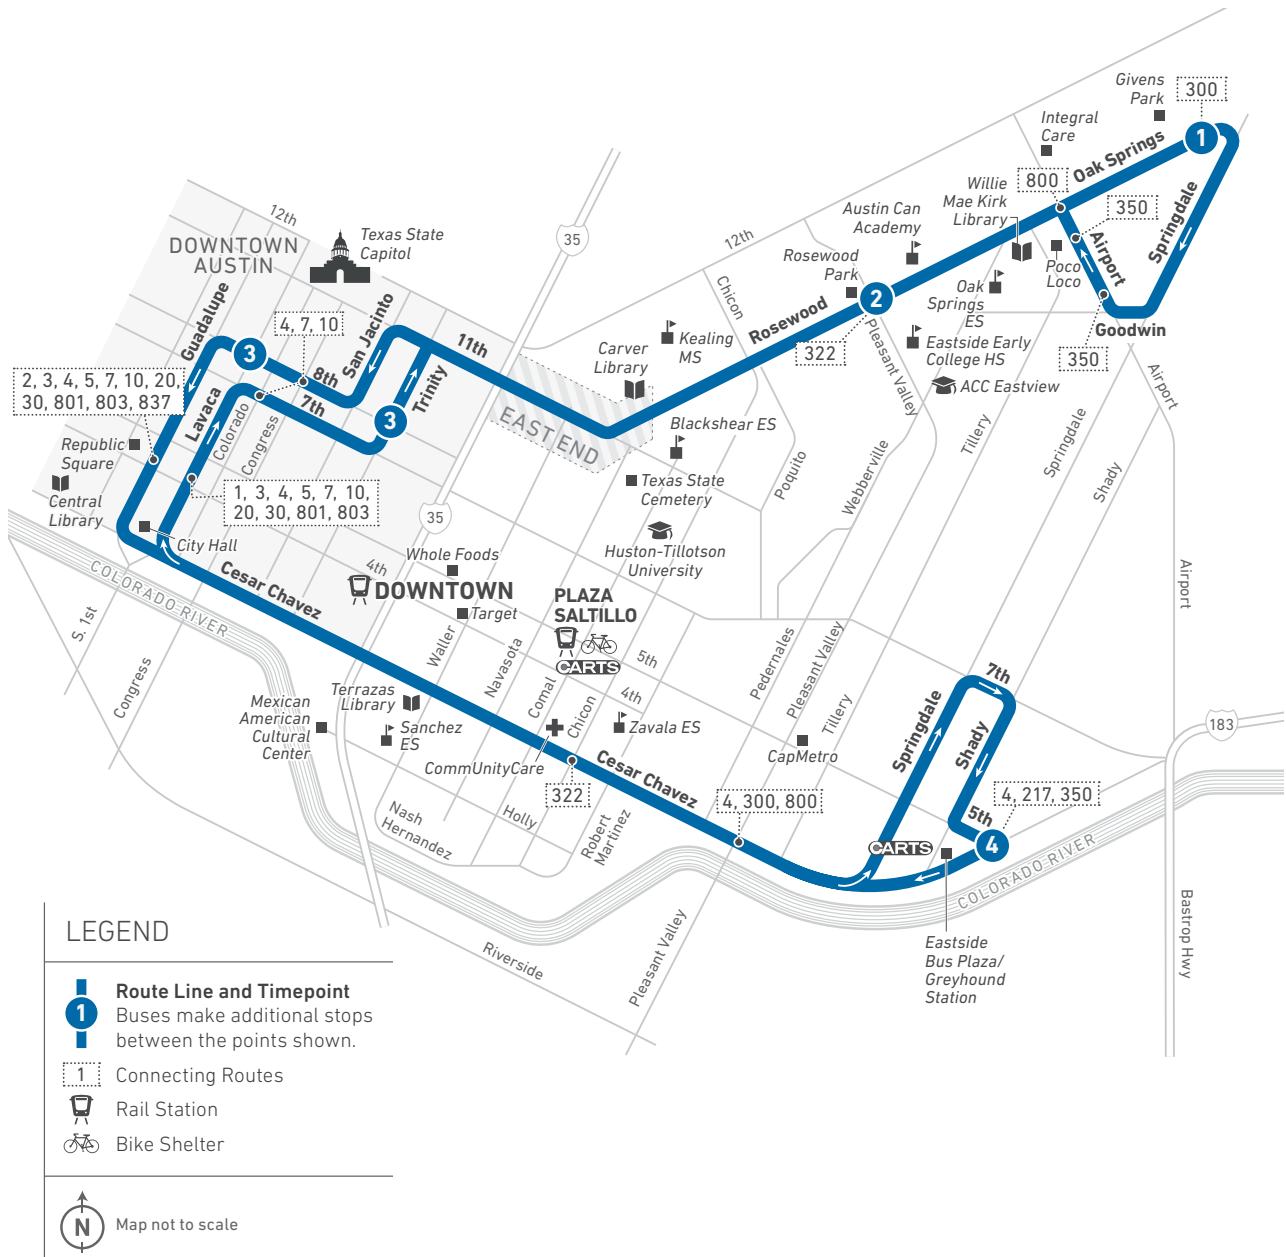 Givens
Park
300
Integral
Care
1
Oak Springs
800
Willie
Mae Kirk
Library
350
Springdale
Airport
Austin Can
Academy
12th
35
12th
Texas State
Capitol
DOWNTOWN
AUSTIN
Rosewood
Park
Poco
Loco
2
Oak
Springs
ES
Goodwin
Chicon
Rosewood
Guadalupe
4, 7, 10
San Jacinto
11th
Kealing
MS
322
Pleasant Valley
Eastside Early
College HS
350
Carver
Library
3
8th
7th
Trinity
3
2, 3, 4, 5, 7, 10, 20,
30, 801, 803, 837
Lavaca
Colorado
Congress
ACC Eastview
Airport
EAST END
Blackshear ES
Tillery
Springdale
Shady
Republic
Square
Central
Library
1, 3, 4, 5, 7, 10,
20, 30, 801, 803
Texas State
Cemetery
Poquito
Webberville
35
City Hall
Huston-Tillotson
University
Whole Foods
4th
DOWNTOWN
Target
PLAZA
SALTILLO
CARTS
Airport
COLORADO RIVER
Cesar Chavez
S. 1st
Congress
Waller
Navasota
Comal
Chicon
5th
4th
Pedernales
Pleasant Valley
Tillery
7th
Springdale
Shady
Terrazas
Library
Mexican
American
Cultural
Center
Sanchez
ES
Zavala ES
CommUnityCare
CapMetro
183
Cesar Chavez
322
4, 300, 800
4, 217, 350
5th
Nash
Hernandez
Holly
Robert
Martinez
CARTS
4
COLORADO RIVER
Bastrop Hwy
Riverside
Pleasant Valley
Eastside
Bus Plaza/
Greyhound
Station
LEGEND
1
Route Line and Timepoint
Buses make additional stops
between the points shown.
1
Connecting Routes
Rail Station
Bike Shelter
N
Map not to scale